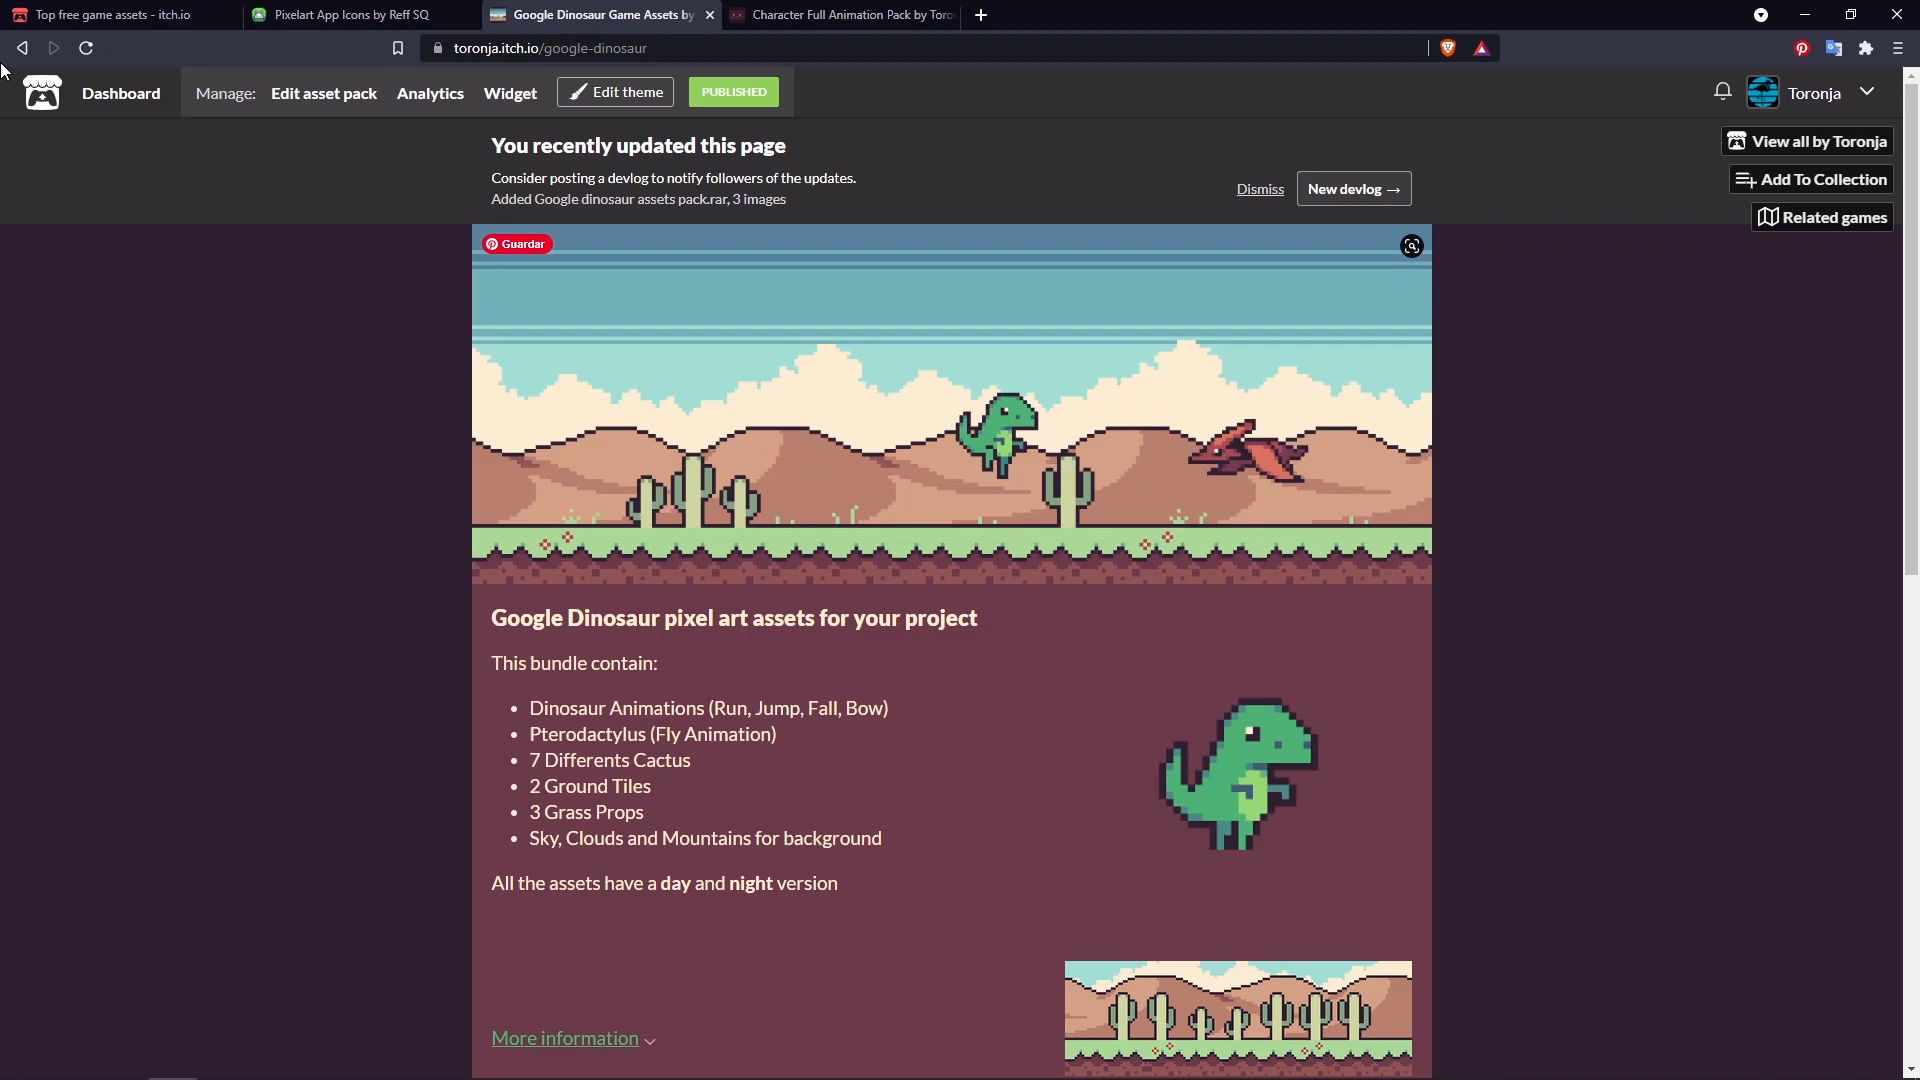 Top free game assets - itch.io
Pixelart App Icons by Reff SQ
Google Dinosaur Game Assets by
Character Full Animation Pack by Toro
toronja.itch.io/google-dinosaur
Dashboard
Manage:
Edit asset pack
Analytics
Widget
Edit theme
PUBLISHED
Toronja
You recently updated this page
Consider posting a devlog to notify followers of the updates.
Added Google dinosaur assets pack.rar, 3 images
Dismiss
New devlog →
View all by Toronja
Add To Collection
Related games
Guardar
Google Dinosaur pixel art assets for your project
This bundle contain:
• Dinosaur Animations (Run, Jump, Fall, Bow)
• Pterodactylus (Fly Animation)
• 7 Differents Cactus
• 2 Ground Tiles
• 3 Grass Props
• Sky, Clouds and Mountains for background
All the assets have a day and night version
More information